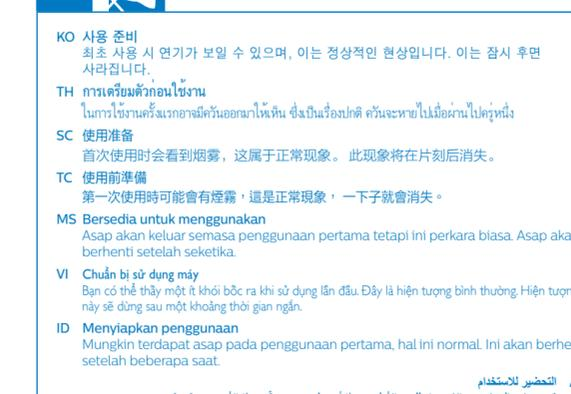 KO 사용 준비
최초 사용 시 연기가 보일 수 있으며, 이는 정상적인 현상입니다. 이는 잠시 후면
사라집니다.
TH การเตรียมตัวก่อนใช้งาน
ในการใช้งานครั้งแรกอาจมีควันออกมาให้เห็น ซึ่งเป็นเรื่องปกติ ควันจะหายไปเมื่อผ่านไปครู่หนึ่ง
SC 使用准备
首次使用时会看到烟雾，这属于正常现象。 此现象将在片刻后消失。
TC 使用前準備
第一次使用時可能會有煙霧，這是正常現象， 一下子就會消失。
MS Bersedia untuk menggunakan
Asap akan keluar semasa penggunaan pertama tetapi ini perkara biasa. Asap aka
berhenti setelah seketika.
VI Chuẩn bị sử dụng máy
Bạn có thể thấy một ít khói bốc ra khi sử dụng lần đầu. Đây là hiện tượng bình thường. Hiện tượn
này sẽ dừng sau một khoảng thời gian ngắn.
ID Menyiapkan penggunaan
Mungkin terdapat asap pada penggunaan pertama, hal ini normal. Ini akan berhe
setelah beberapa saat.
التحضير للاستخدام